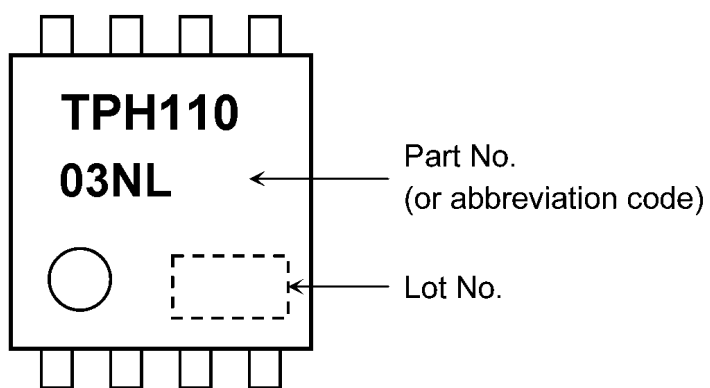 TPH110
03NL
Part No.
(or abbreviation code)
Lot No.